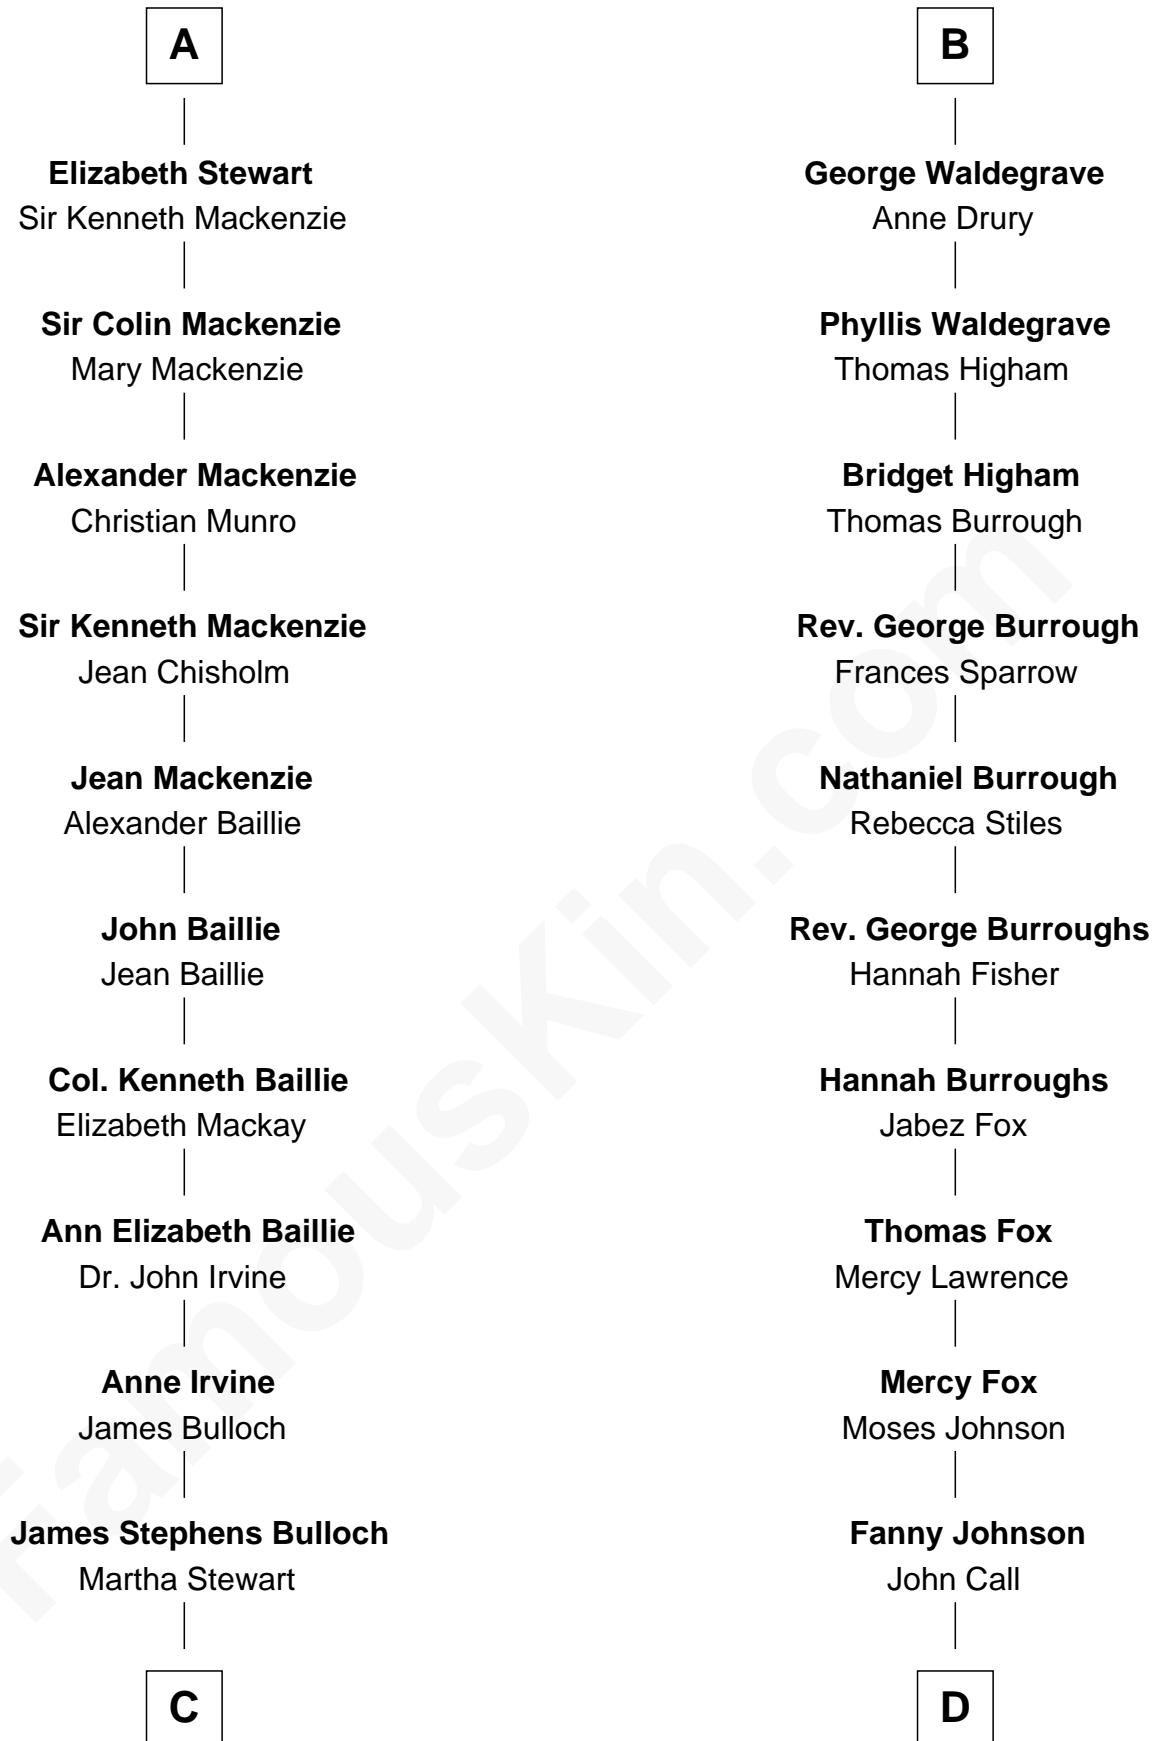 A
Elizabeth Stewart
Sir Kenneth Mackenzie
Sir Colin Mackenzie
Mary Mackenzie
Alexander Mackenzie
Christian Munro
Sir Kenneth Mackenzie
Jean Chisholm
Jean Mackenzie
Alexander Baillie
John Baillie
Jean Baillie
Col. Kenneth Baillie
Elizabeth Mackay
Ann Elizabeth Baillie
Dr. John Irvine
Anne Irvine
James Bulloch
James Stephens Bulloch
Martha Stewart
C
B
George Waldegrave
Anne Drury
Phyllis Waldegrave
Thomas Higham
Bridget Higham
Thomas Burrough
Rev. George Burrough
Frances Sparrow
Nathaniel Burrough
Rebecca Stiles
Rev. George Burroughs
Hannah Fisher
Hannah Burroughs
Jabez Fox
Thomas Fox
Mercy Lawrence
Mercy Fox
Moses Johnson
Fanny Johnson
John Call
D
FamousKin.com